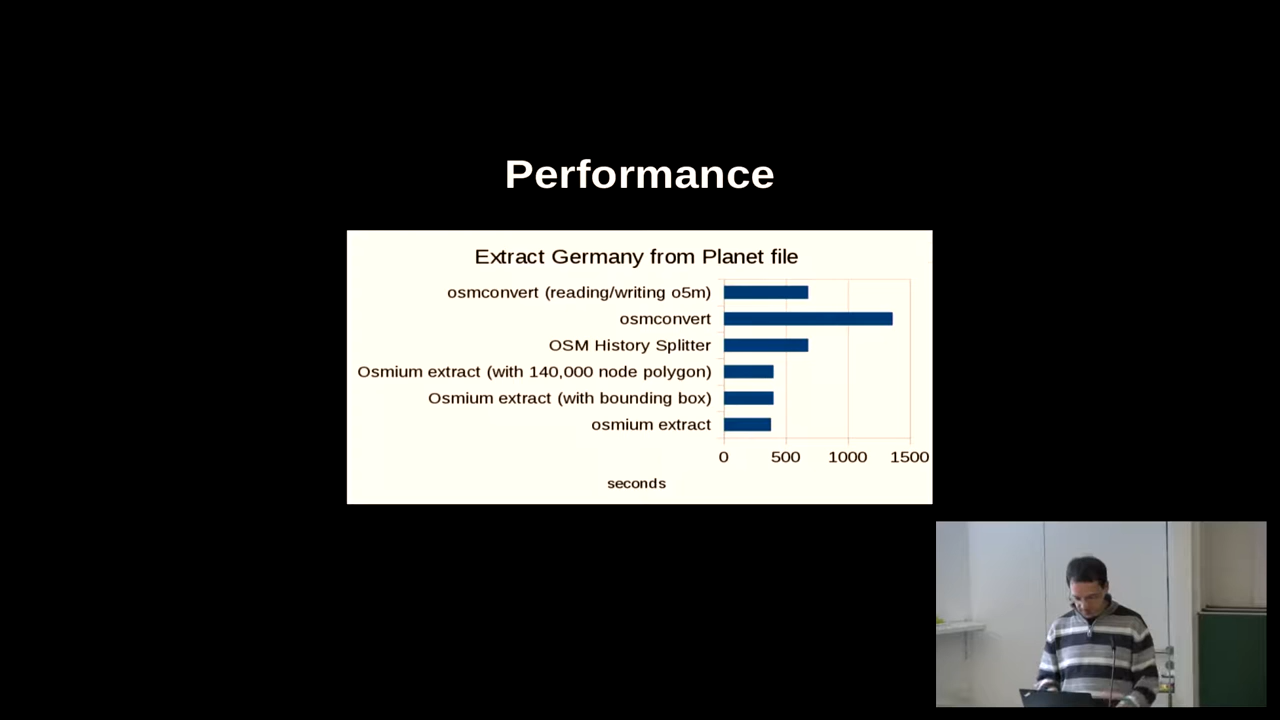 Performance
Extract Germany from Planet file
osmconvert (reading/writing o5m)
osmconvert
OSM History Splitter
Osmium extract (with 140,000 node polygon)
Osmium extract (with bounding box)
osmium extract
0 500 1000 1500
seconds